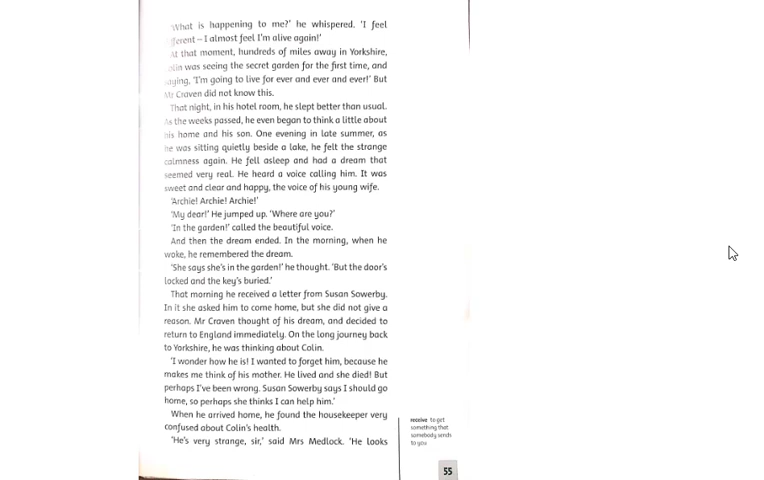 'What is happening to me?' he whispered. 'I feel
ferent – I almost feel I'm alive again!'
At that moment, hundreds of miles away in Yorkshire,
Colin was seeing the secret garden for the first time, and
saying, 'I'm going to live for ever and ever and ever!' But
Mr Craven did not know this.
That night, in his hotel room, he slept better than usual.
As the weeks passed, he even began to think a little about
his home and his son. One evening in late summer, as
he was sitting quietly beside a lake, he felt the strange
calmness again. He fell asleep and had a dream that
seemed very real. He heard a voice calling him. It was
sweet and clear and happy, the voice of his young wife.
'Archie! Archie! Archie!'
'My dear!' He jumped up. 'Where are you?'
'In the garden!' called the beautiful voice.
And then the dream ended. In the morning, when he
woke, he remembered the dream.
'She says she's in the garden!' he thought. 'But the door's
locked and the key's buried.'
That morning he received a letter from Susan Sowerby.
In it she asked him to come home, but she did not give a
reason. Mr Craven thought of his dream, and decided to
return to England immediately. On the long journey back
to Yorkshire, he was thinking about Colin.
'I wonder how he is! I wanted to forget him, because he
makes me think of his mother. He lived and she died! But
perhaps I've been wrong. Susan Sowerby says I should go
home, so perhaps she thinks I can help him.'
When he arrived home, he found the housekeeper very
confused about Colin's health.
'He's very strange, sir,' said Mrs Medlock. 'He looks
receive to get
something that
somebody sends
to you
55